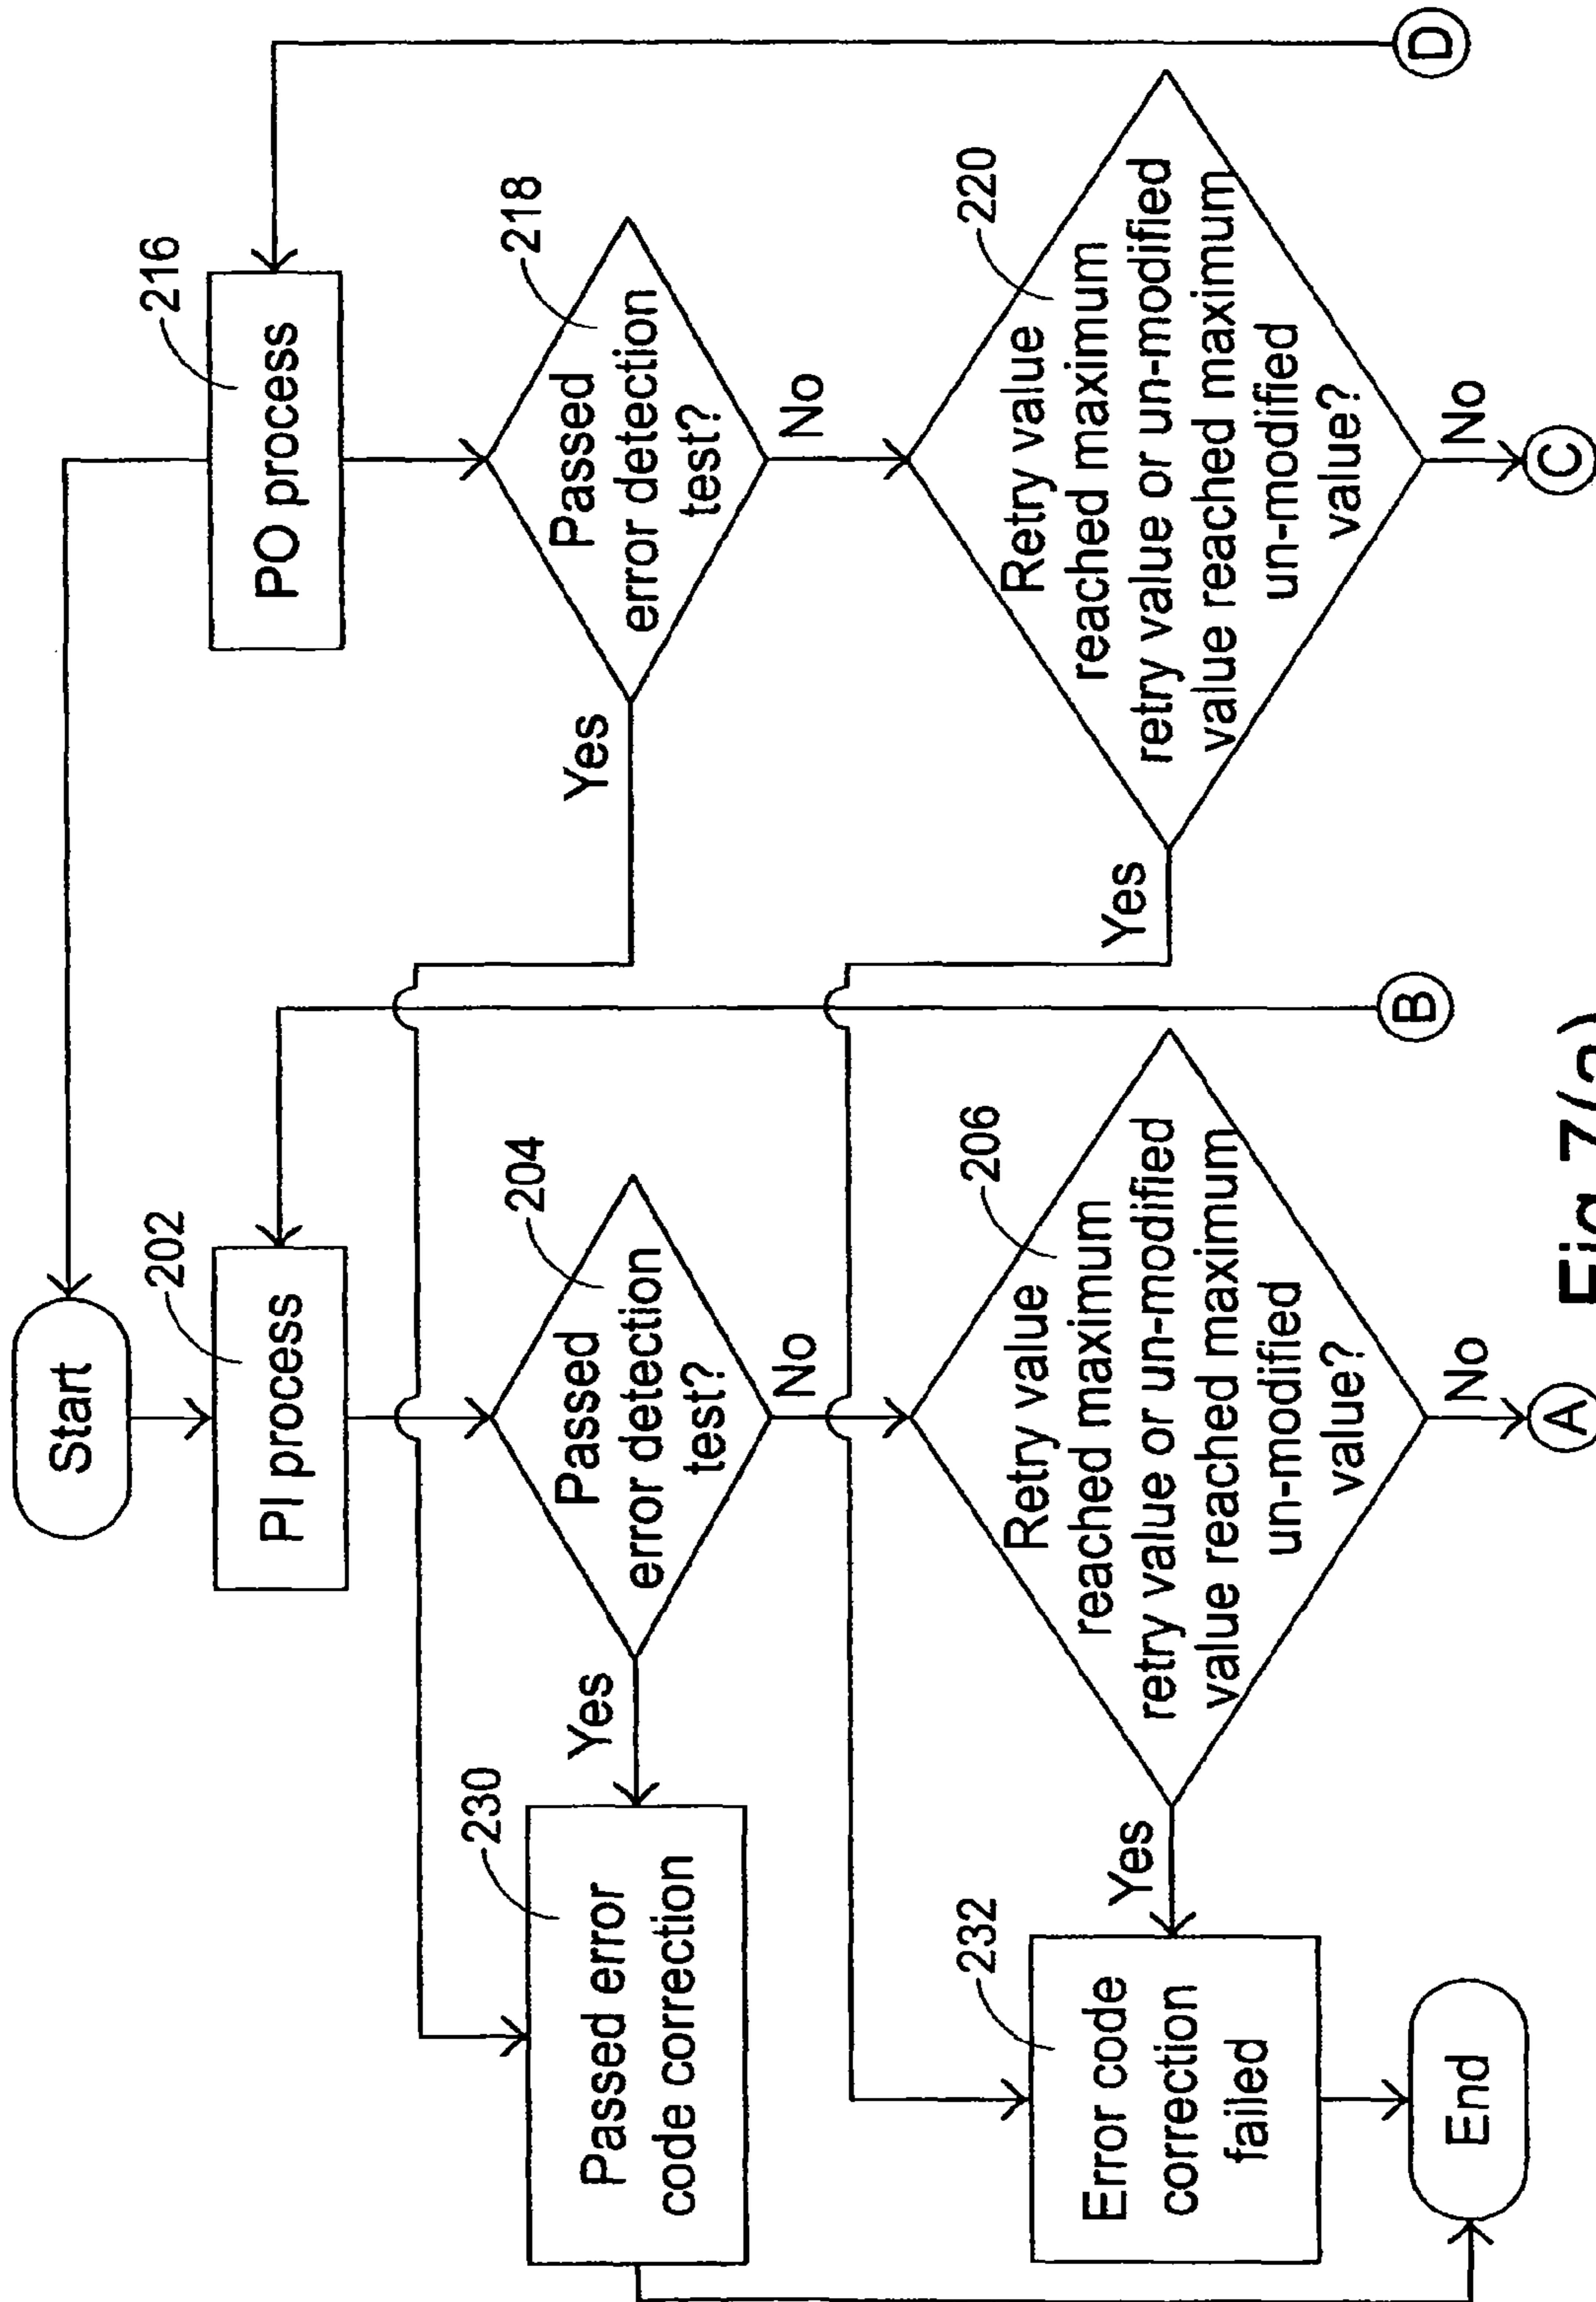 Start
202
PI process
216
PO process
D
204
Passed
error detection
test?
Yes
No
218
Passed
error detection
test?
Yes
No
230
Passed error
code correction
B
206
Retry value
reached maximum
retry value or un-modified
value reached maximum
un-modified
value?
Yes
No
220
Retry value
reached maximum
retry value or un-modified
value reached maximum
un-modified
value?
Yes
No
232
Error code
correction
failed
End
A
C
Fig.7(a)